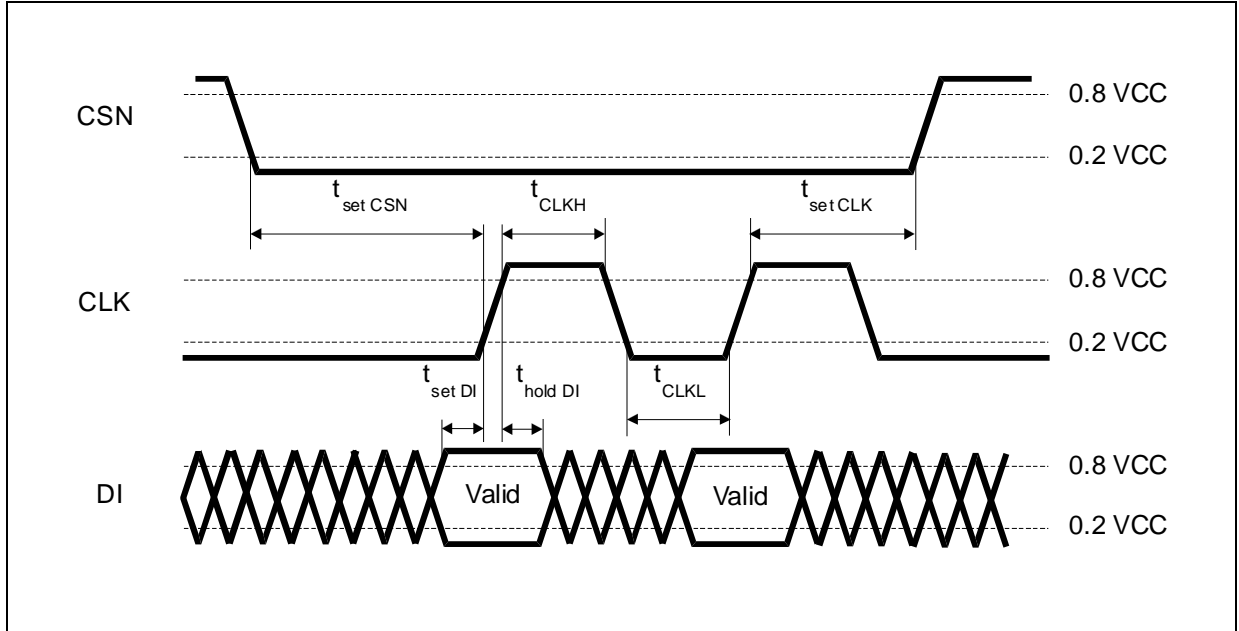 CSN
0.8 VCC
0.2 VCC
t set CSN
t CLKH
t set CLK
CLK
0.8 VCC
0.2 VCC
t set DI
t hold DI
t CLKL
DI
Valid
Valid
0.8 VCC
0.2 VCC